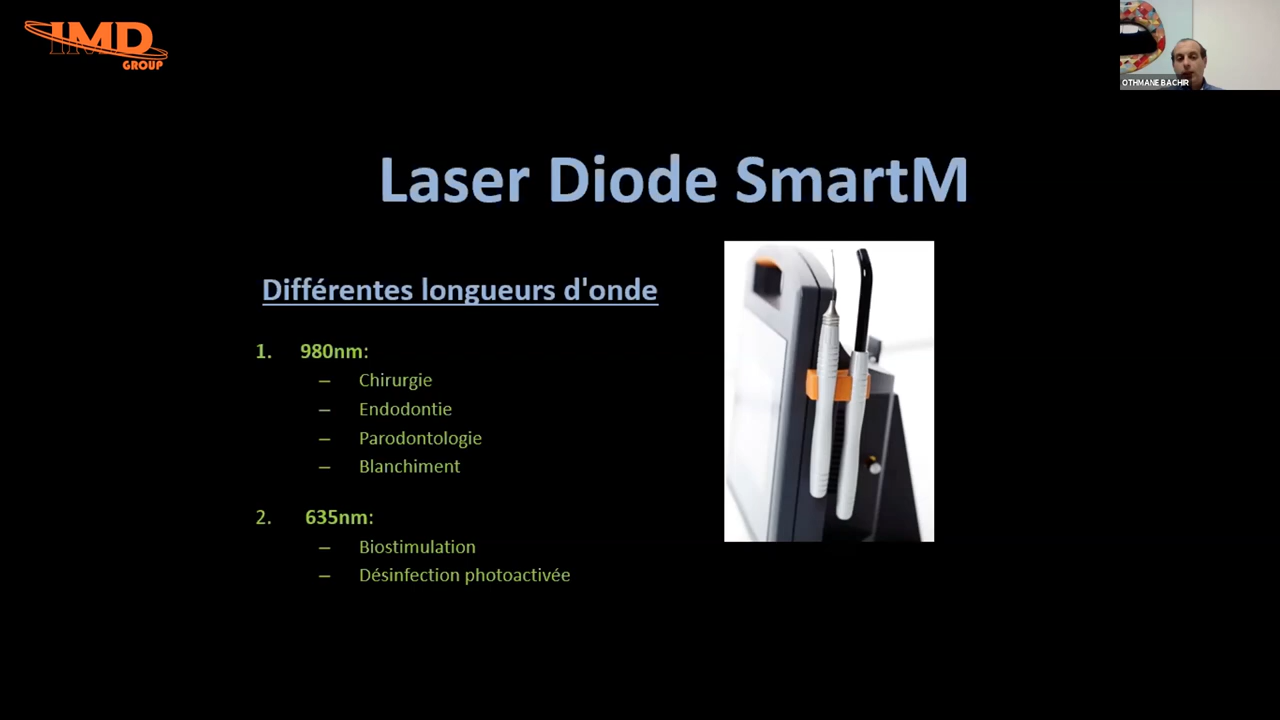 IMD
GROUP
OTHMANE BACHIR
Laser Diode SmartM
Différentes longueurs d'onde
1. 980nm:
– Chirurgie
– Endodontie
– Parodontologie
– Blanchiment
2. 635nm:
– Biostimulation
– Désinfection photoactivée